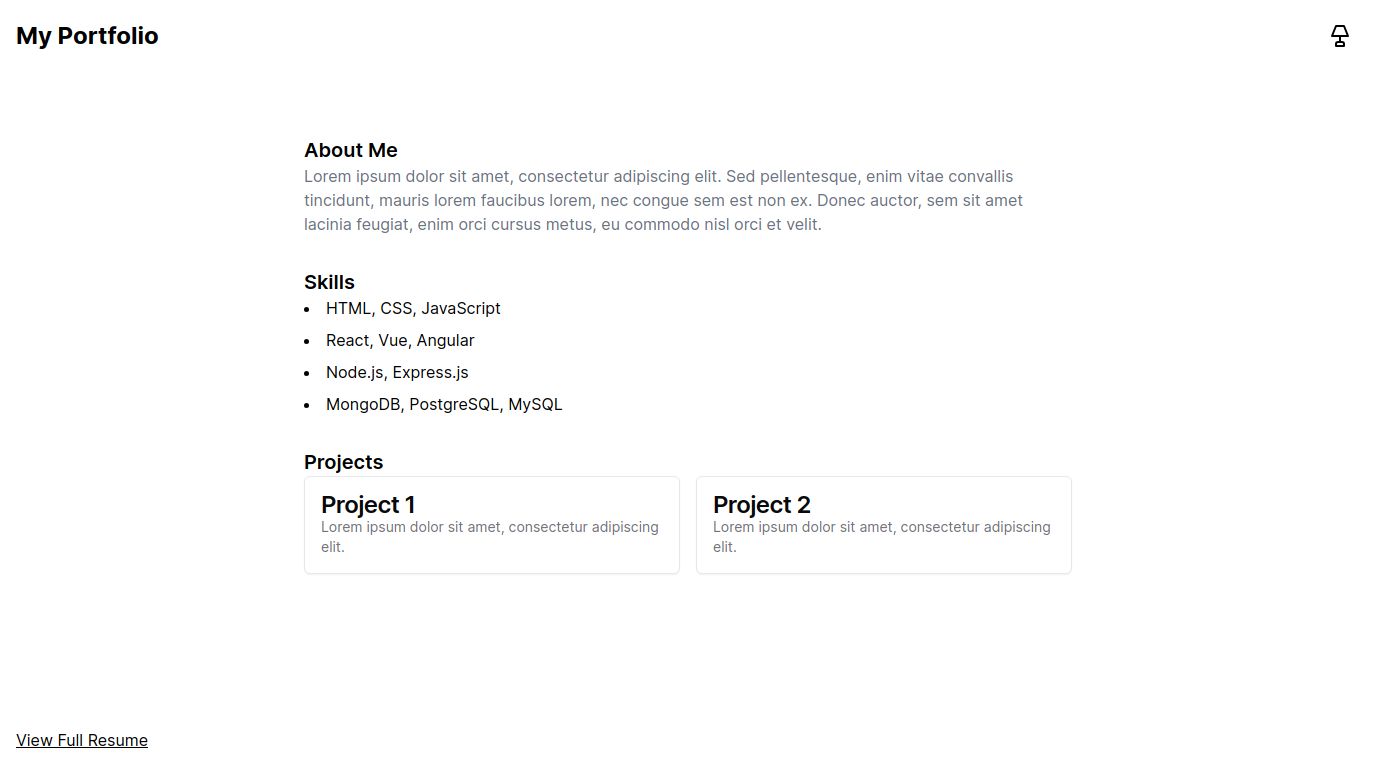 My Portfolio
About Me
Lorem ipsum dolor sit amet, consectetur adipiscing elit. Sed pellentesque, enim vitae convallis
tincidunt, mauris lorem faucibus lorem, nec congue sem est non ex. Donec auctor, sem sit amet
lacinia feugiat, enim orci cursus metus, eu commodo nisl orci et velit.
Skills
• HTML, CSS, JavaScript
• React, Vue, Angular
• Node.js, Express.js
• MongoDB, PostgreSQL, MySQL
Projects
Project 1
Lorem ipsum dolor sit amet, consectetur adipiscing
elit.
Project 2
Lorem ipsum dolor sit amet, consectetur adipiscing
elit.
View Full Resume